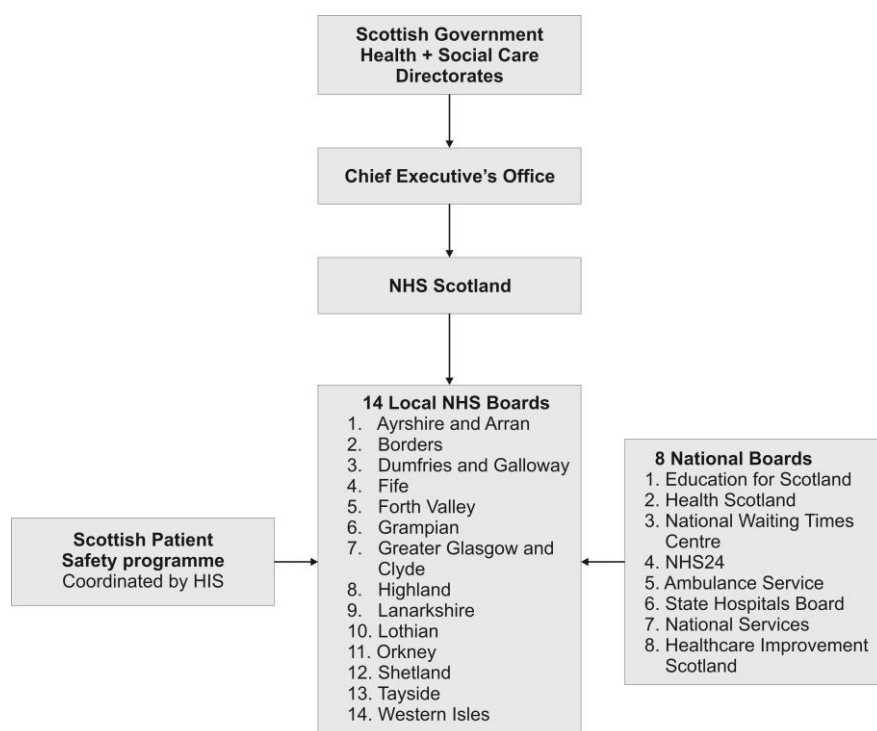 Scottish Government
Health + Social Care
Directorates
Chief Executive's Office
NHS Scotland
14 Local NHS Boards
1. Ayrshire and Arran
2. Borders
3. Dumfries and Galloway
4. Fife
5. Forth Valley
6. Grampian
7. Greater Glasgow and
Clyde
8. Highland
9. Lanarkshire
10. Lothian
11. Orkney
12. Shetland
13. Tayside
14. Western Isles
Scottish Patient
Safety programme
Coordinated by HIS
8 National Boards
1. Education for Scotland
2. Health Scotland
3. National Waiting Times
Centre
4. NHS24
5. Ambulance Service
6. State Hospitals Board
7. National Services
8. Healthcare Improvement
Scotland